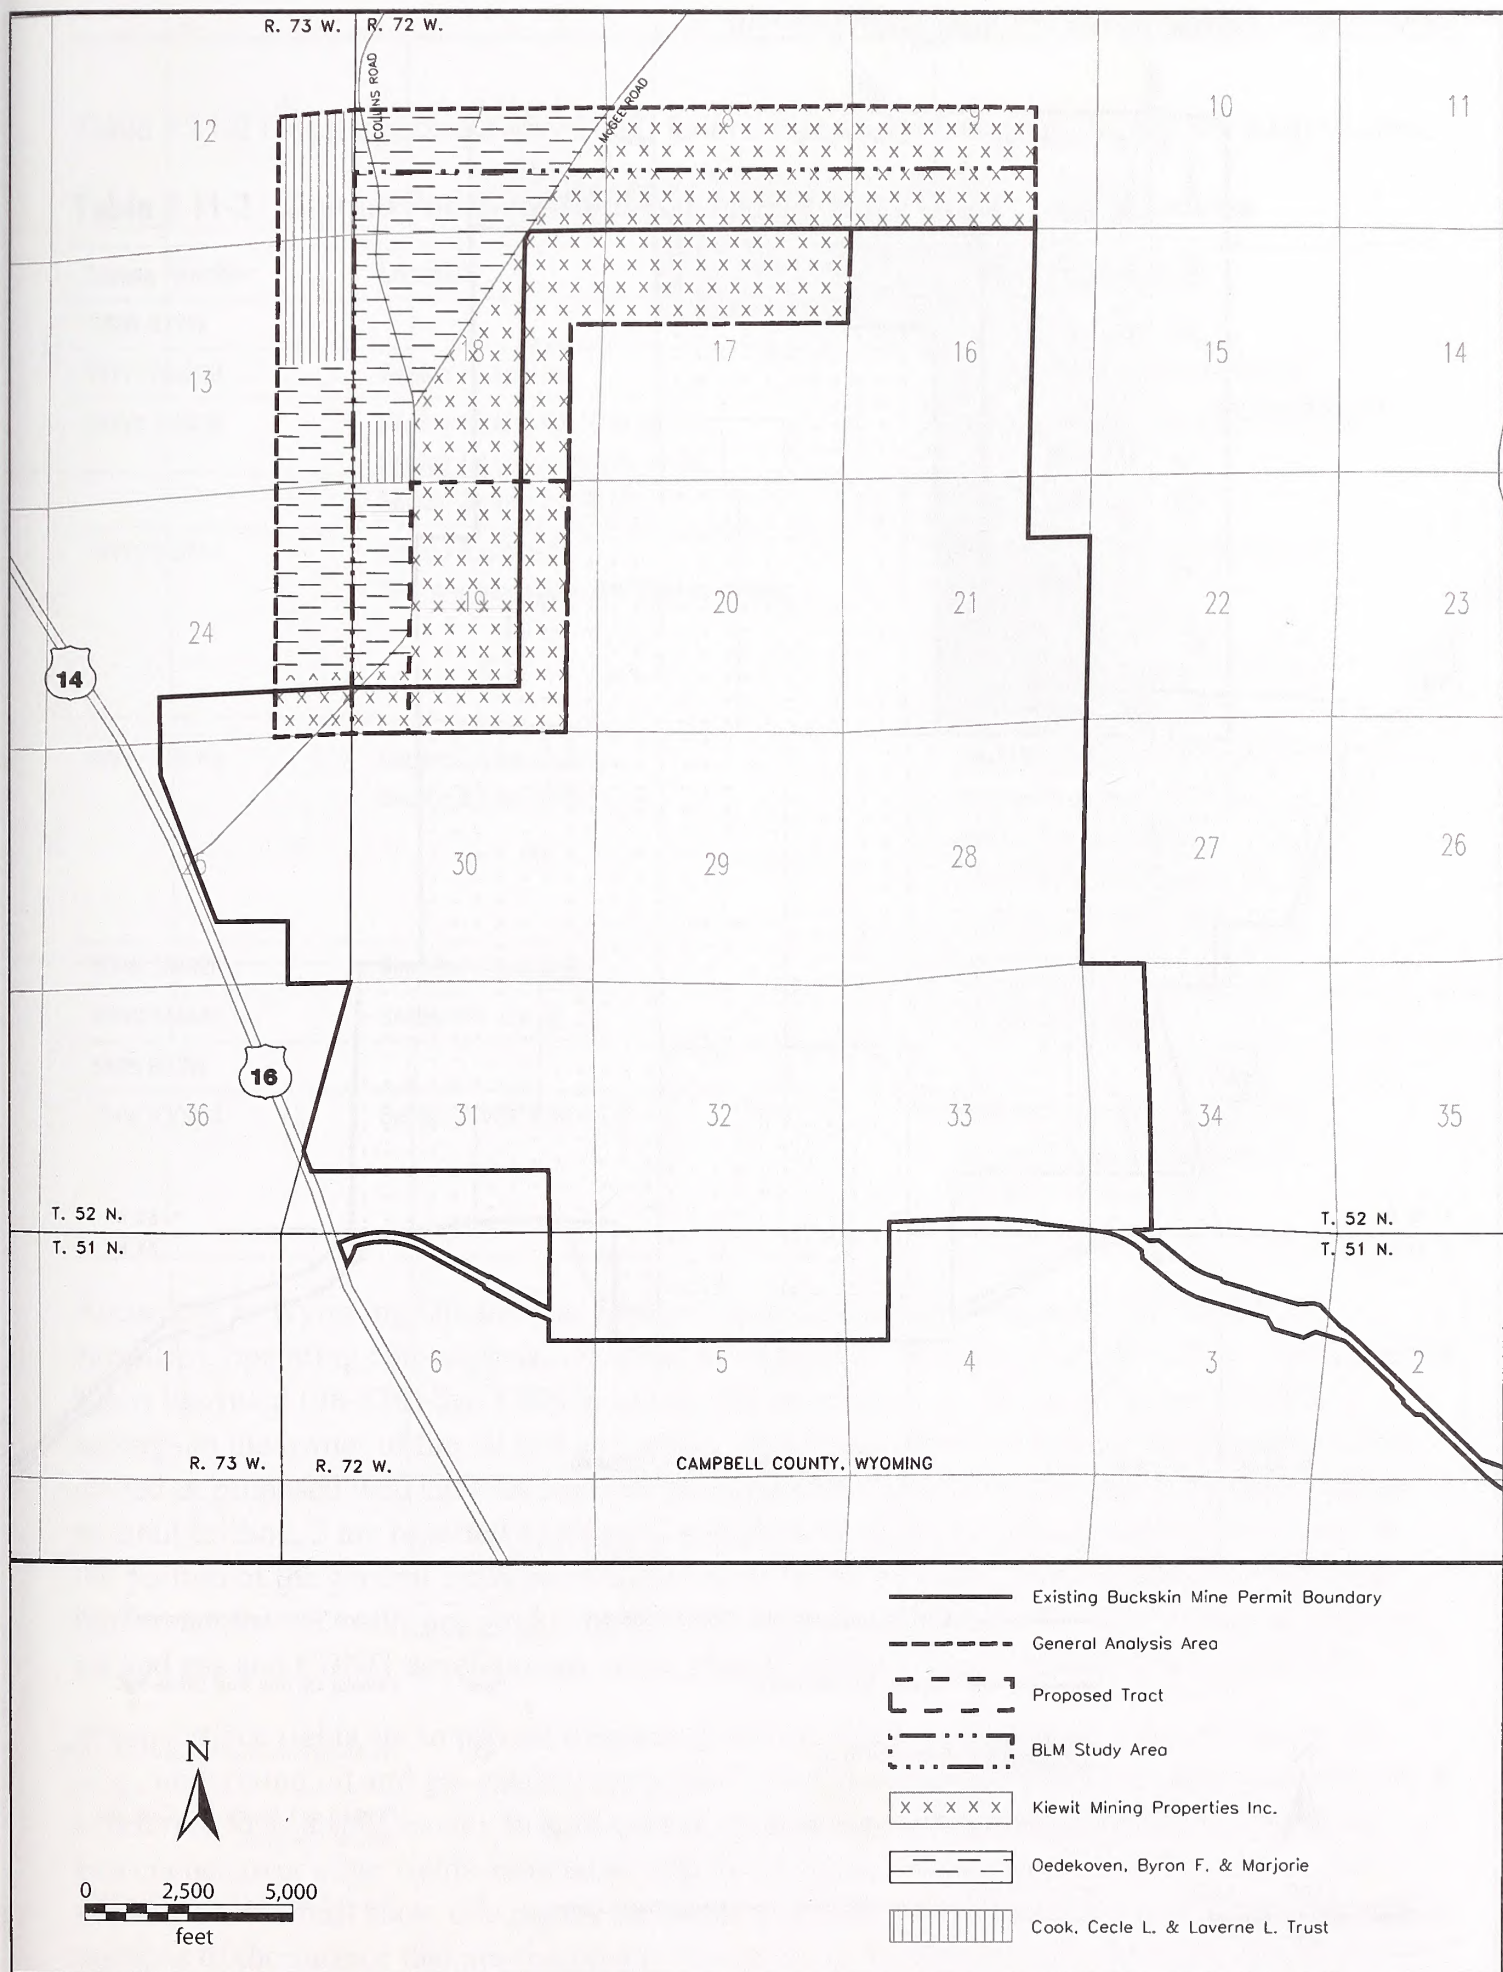 R. 73 W. R. 72 W.
COLLINS ROAD
McGEE ROAD
12 7 8 9 10 11
13 18 17 16 15 14
24 19 20 21 22 23
14
25 30 29 28 27 26
16
36 31 32 33 34 35
T. 52 N. T. 52 N.
T. 51 N. T. 51 N.
1 6 5 4 3 2
R. 73 W. R. 72 W. CAMPBELL COUNTY, WYOMING
Existing Buckskin Mine Permit Boundary
General Analysis Area
Proposed Tract
BLM Study Area
Kiewit Mining Properties Inc.
Oedekoven, Byron F. & Marjorie
Cook, Cecle L. & Laverne L. Trust
N
0 2,500 5,000
feet